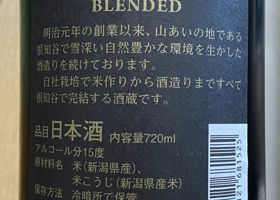 BLENDED
明治元年の創業以来、山あいの地である
根知谷で雪深い自然豊かな環境を生かした
酒造りを続けております。
自社栽培で米作りから酒造りまですべて
根知谷で完結する酒蔵です。
品目 日本酒 内容量720ml
アルコール分15度
原材料名 米(新潟県産)、
米こうじ(新潟県産米)
保存方法 冷暗所で保管